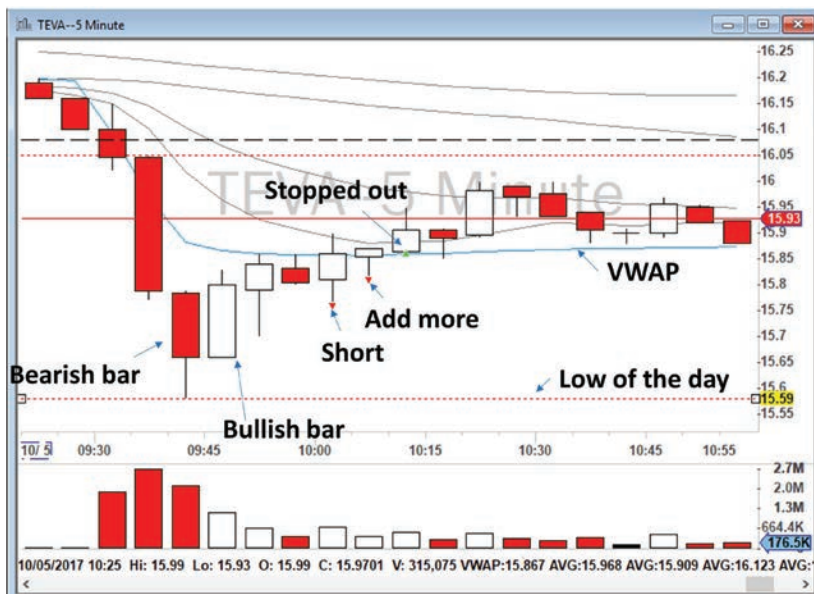 TEVA--5 Minute
16.25
16.2
16.15
16.1
16.05
16
15.95
15.93
15.9
15.85
15.8
15.75
15.7
15.65
15.6
15.59
15.55
TEVA--5 Minute
Stopped out
VWAP
Add more
Short
Bearish bar
Low of the day
Bullish bar
10/ 5 09:30 09:45 10:00 10:15 10:30 10:45 10:55
2.7M
2.0M
1.3M
664.4K
176.5K
10/05/2017 10:25 Hi: 15.99 Lo: 15.93 O: 15.99 C: 15.9701 V: 315,075 VWAP:15.867 AVG:15.968 AVG:15.909 AVG:16.123 AVG:1